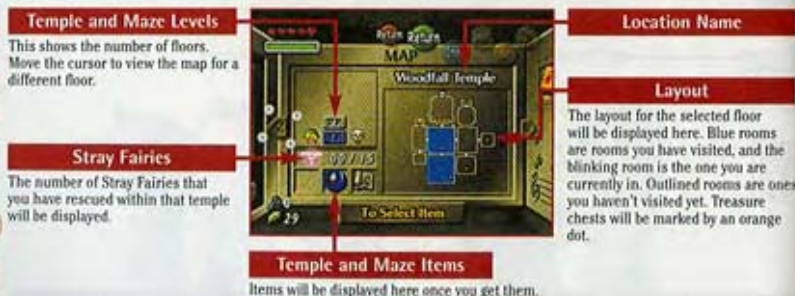 Temple and Maze Levels
This shows the number of floors.
Move the cursor to view the map for a
different floor.
Stray Fairies
The number of Stray Fairies that
you have rescued within that temple
will be displayed.
Return
MAP
Woodfall Temple
09/15
29
To Select Item
Temple and Maze Items
Items will be displayed here once you get them.
Location Name
Layout
The layout for the selected floor
will be displayed here. Blue rooms
are rooms you have visited, and the
blinking room is the one you are
currently in. Outlined rooms are ones
you haven't visited yet. Treasure
chests will be marked by an orange
dot.